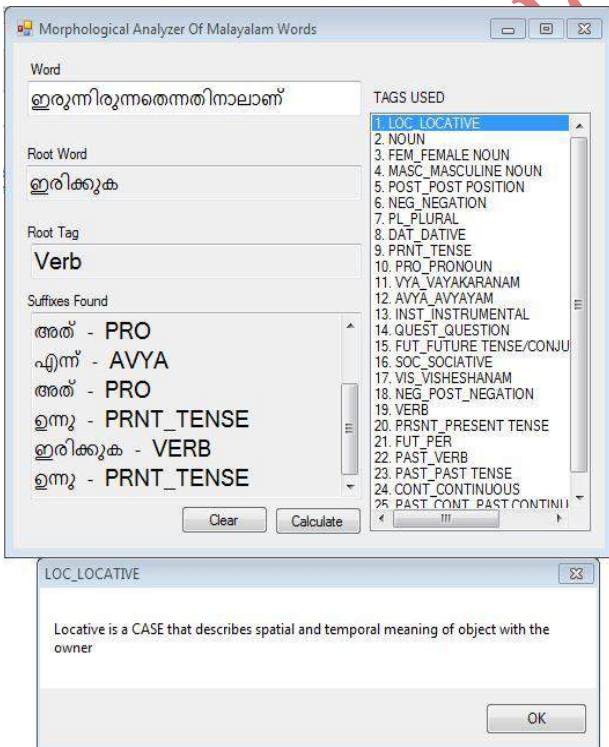 Morphological Analyzer Of Malayalam Words
Word
ഇരുന്നിരുന്നതെന്നതിനാലാണ്
Root Word
ഇരിക്കുക
Root Tag
Verb
Suffixes Found
അത് - PRO
എന്ന് - AVYA
അത് - PRO
ഉന്നു - PRNT_TENSE
ഇരിക്കുക - VERB
ഉന്നു - PRNT_TENSE
Clear Calculate
TAGS USED
1. LOC_LOCATIVE
2. NOUN
3. FEM_FEMALE NOUN
4. MASC_MASCULINE NOUN
5. POST_POST POSITION
6. NEG_NEGATION
7. PL_PLURAL
8. DAT_DATIVE
9. PRNT_TENSE
10. PRO_PRONOUN
11. VYA_VAYAKARANAM
12. AVYA_AVYAYAM
13. INST_INSTRUMENTAL
14. QUEST_QUESTION
15. FUT_FUTURE TENSE/CONJU
16. SOC_SOCIATIVE
17. VIS_VISHESHANAM
18. NEG_POST_NEGATION
19. VERB
20. PRSNT_PRESENT TENSE
21. FUT_PER
22. PAST_VERB
23. PAST_PAST TENSE
24. CONT_CONTINUOUS
25. PAST_CONT_PAST CONTINU
LOC_LOCATIVE
Locative is a CASE that describes spatial and temporal meaning of object with the
owner
OK